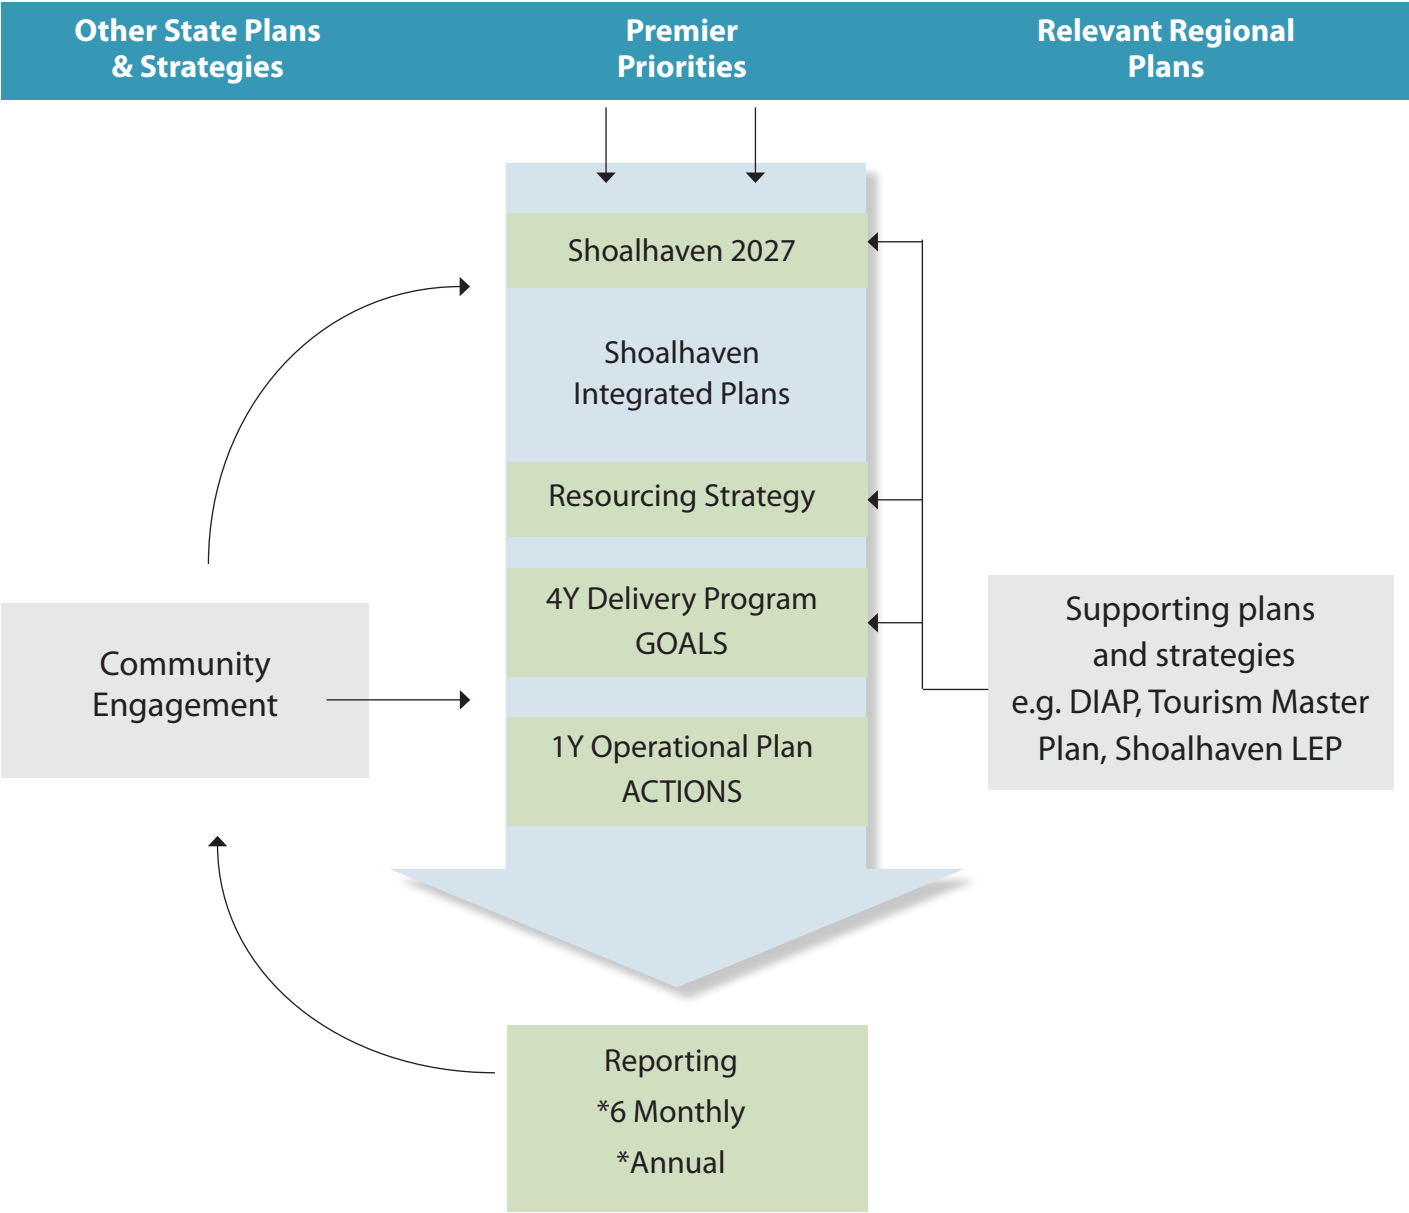 Other State Plans
& Strategies
Premier
Priorities
Relevant Regional
Plans
Shoalhaven 2027
Shoalhaven
Integrated Plans
Resourcing Strategy
4Y Delivery Program
GOALS
1Y Operational Plan
ACTIONS
Community
Engagement
Supporting plans
and strategies
e.g. DIAP, Tourism Master
Plan, Shoalhaven LEP
Reporting
*6 Monthly
*Annual